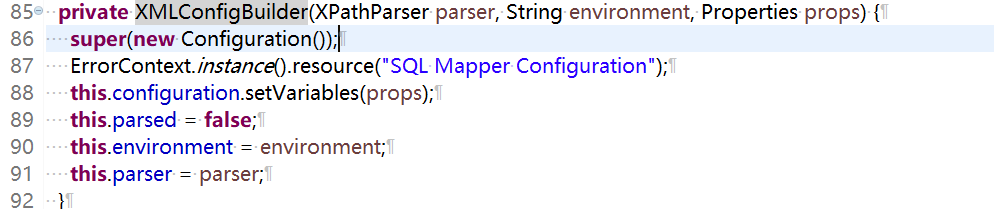 85 private XMLConfigBuilder(XPathParser parser, String environment, Properties props) {
86 super(new Configuration());
87 ErrorContext.instance().resource("SQL Mapper Configuration");
88 this.configuration.setVariables(props);
89 this.parsed = false;
90 this.environment = environment;
91 this.parser = parser;
92 }